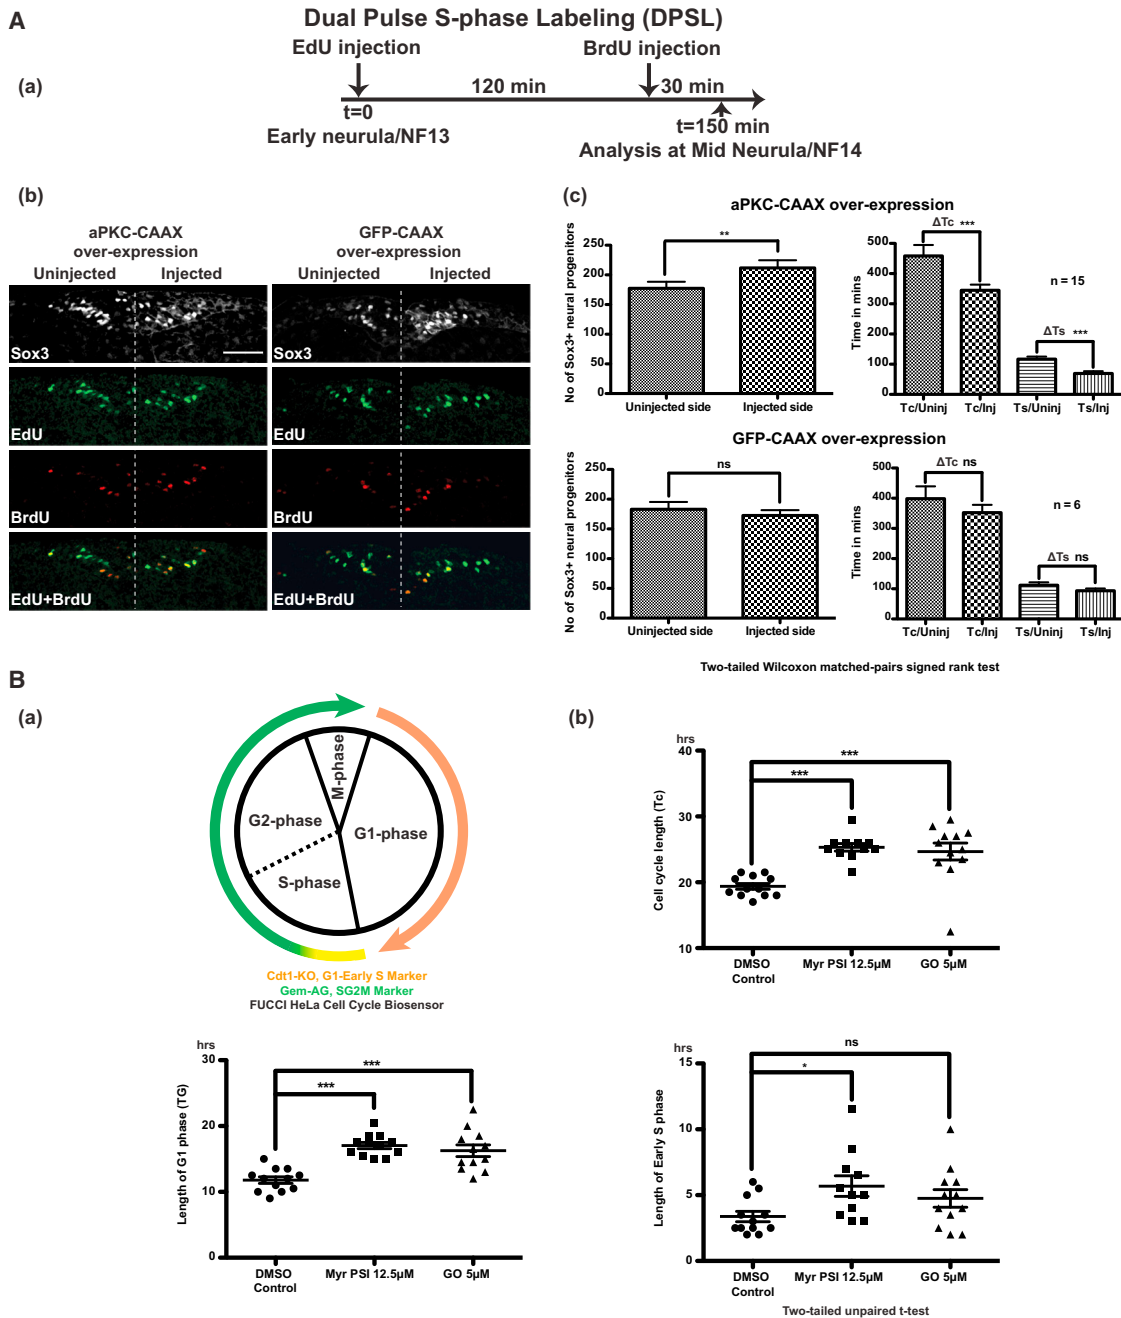 A
Dual Pulse S-phase Labeling (DPSL)
(a)
EdU injection
BrdU injection
120 min
30 min
t=0
t=150 min
Early neurula/NF13
Analysis at Mid Neurula/NF14
(b)
aPKC-CAAX
over-expression
GFP-CAAX
over-expression
Uninjected
Injected
Uninjected
Injected
Sox3
Sox3
EdU
EdU
BrdU
BrdU
EdU+BrdU
EdU+BrdU
(c)
aPKC-CAAX over-expression
No of Sox3+ neural progenitors
250
200
150
100
50
0
**
Uninjected side
Injected side
Time in mins
500
400
300
200
100
0
ΔTc ***
n = 15
ΔTs ***
Tc/Uninj
Tc/Inj
Ts/Uninj
Ts/Inj
GFP-CAAX over-expression
No of Sox3+ neural progenitors
250
200
150
100
50
0
ns
Uninjected side
Injected side
Time in mins
500
400
300
200
100
0
ΔTc ns
n = 6
ΔTs ns
Tc/Uninj
Tc/Inj
Ts/Uninj
Ts/Inj
Two-tailed Wilcoxon matched-pairs signed rank test
B
(a)
M-phase
G2-phase
G1-phase
S-phase
Cdt1-KO, G1-Early S Marker
Gem-AG, SG2M Marker
FUCCI HeLa Cell Cycle Biosensor
hrs
Length of G1 phase (TG)
30
20
10
0
***
***
DMSO
Control
Myr PSI 12.5µM
GO 5µM
(b)
hrs
Cell cycle length (Tc)
40
30
20
10
***
***
DMSO
Control
Myr PSI 12.5µM
GO 5µM
hrs
Length of Early S phase
15
10
5
0
ns
*
DMSO
Control
Myr PSI 12.5µM
GO 5µM
Two-tailed unpaired t-test